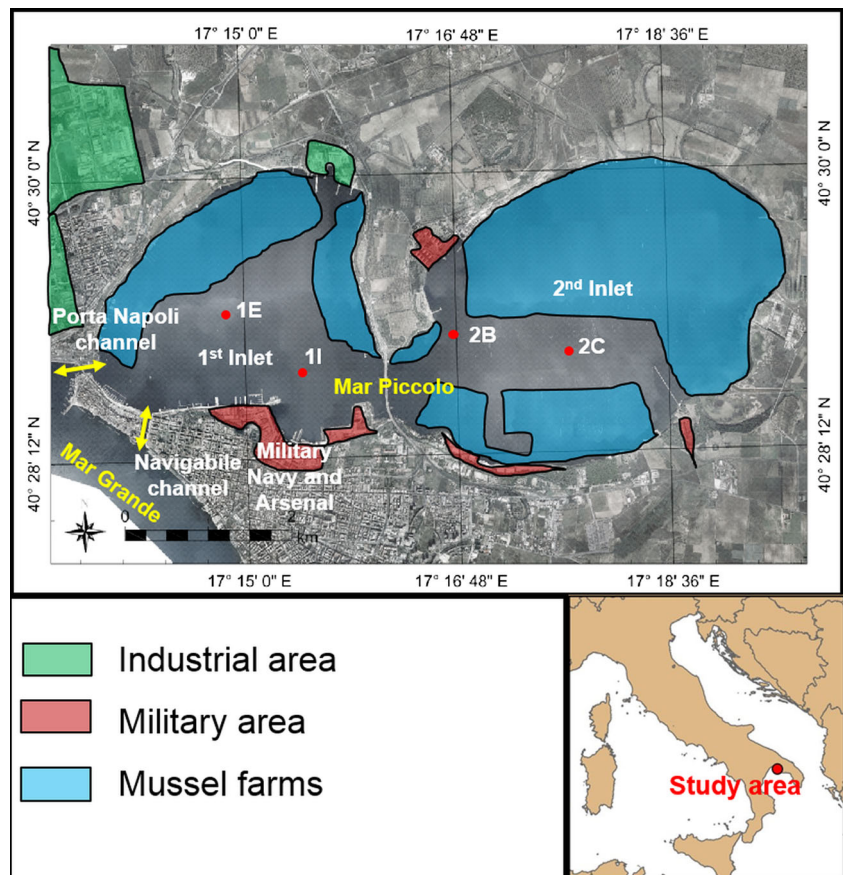 17° 15' 0" E
17° 16' 48" E
17° 18' 36" E
40° 30' 0" N
40° 30' 0" N
1E
2nd Inlet
Porta Napoli
channel
2B
2C
1st Inlet
1I
Mar Piccolo
40° 28' 12" N
40° 28' 12" N
Mar Grande
Navigabile
channel
Military
Navy and
Arsenal
0
2
km
17° 15' 0" E
17° 16' 48" E
17° 18' 36" E
Industrial area
Military area
Mussel farms
Study area